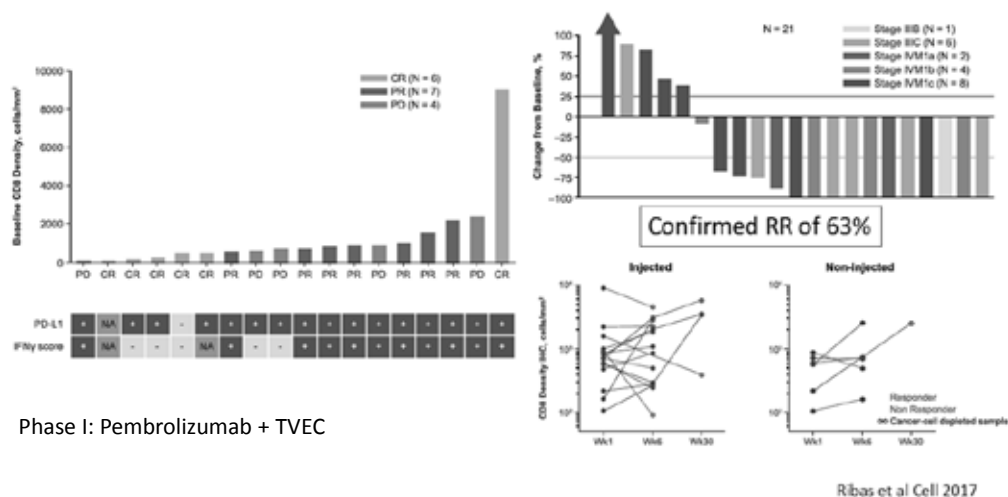 Baseline CD8 Density, cells/mm²
10000
8000
6000
4000
2000
0
CR (N = 6)
PR (N = 7)
PD (N = 4)
PD CR CR CR CR CR PR PD PD PR PR PR PD PR PR PR PD CR
PD-L1 + NA + + - + + + + + + + + + + + + +
IFNγ score + NA - - - NA + - - + + + + + + + + +
Phase I: Pembrolizumab + TVEC
Change from Baseline, %
100
75
50
25
0
-25
-50
-75
-100
N = 21
Stage IIIB (N = 1)
Stage IIIC (N = 6)
Stage IVM1a (N = 2)
Stage IVM1b (N = 4)
Stage IVM1c (N = 8)
Confirmed RR of 63%
Injected
CD8 Density IHC, cells/mm²
Wk1 Wk6 Wk30
Non-injected
Responder
Non Responder
Cancer-cell depleted sample
Wk1 Wk6 Wk30
Ribas et al Cell 2017